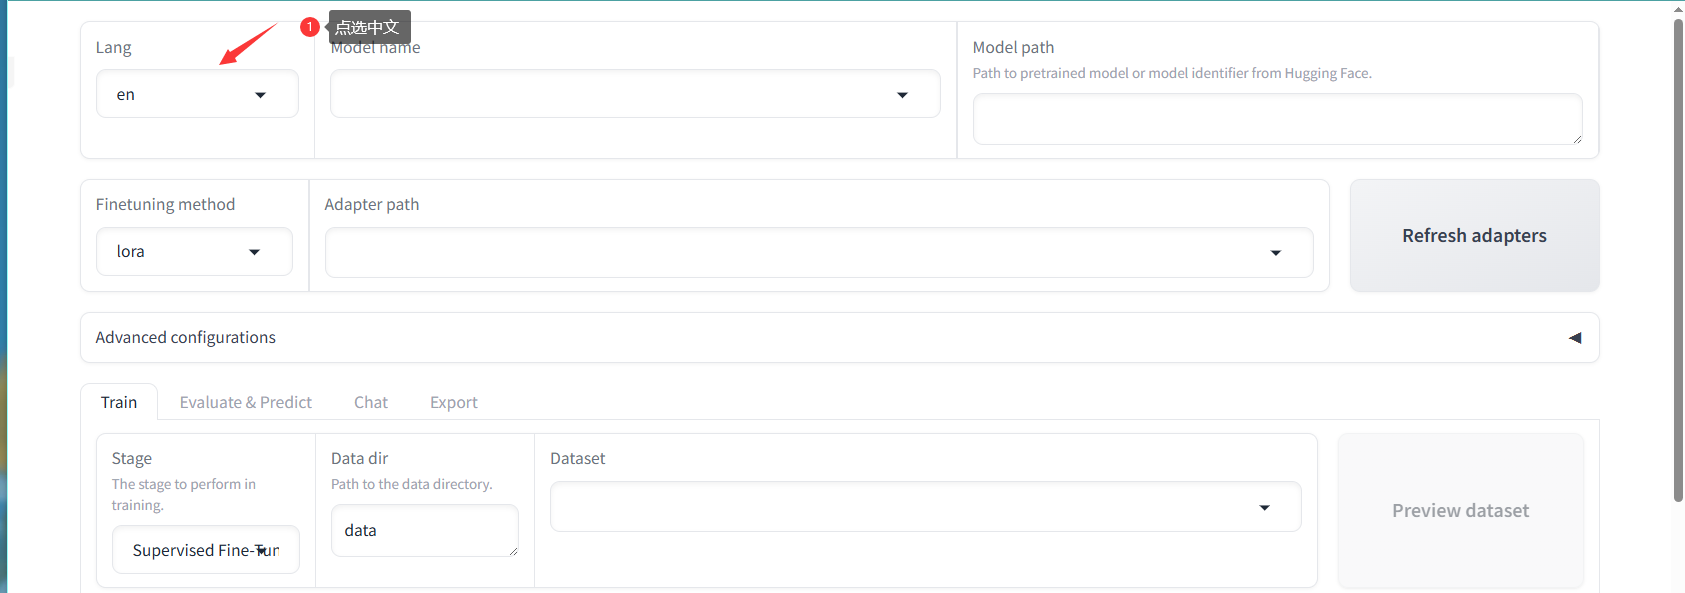 1 点选中文
Lang
Model name
Model path
Path to pretrained model or model identifier from Hugging Face.
en
Finetuning method
Adapter path
lora
Refresh adapters
Advanced configurations
Train
Evaluate & Predict
Chat
Export
Stage
The stage to perform in
training.
Supervised Fine-Tun
Data dir
Path to the data directory.
data
Dataset
Preview dataset